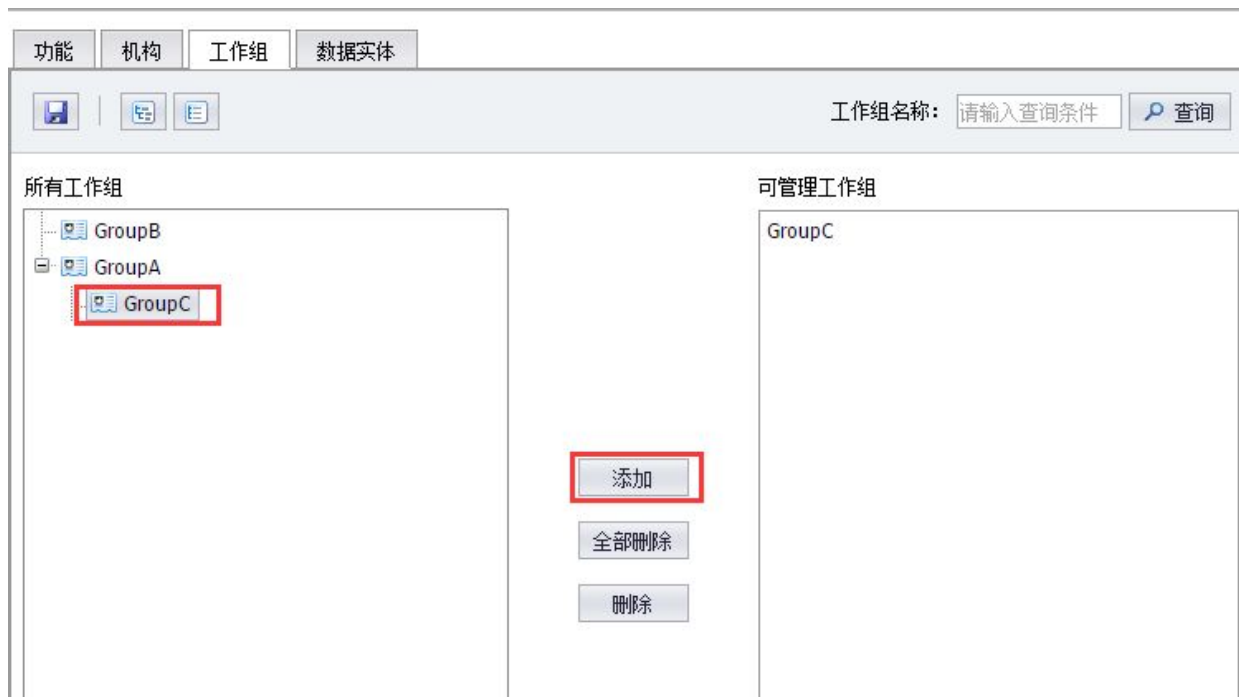 功能 机构 工作组 数据实体
工作组名称： 请输入查询条件 查询
所有工作组 可管理工作组
GroupB GroupC
GroupA
GroupC
添加
全部删除
删除